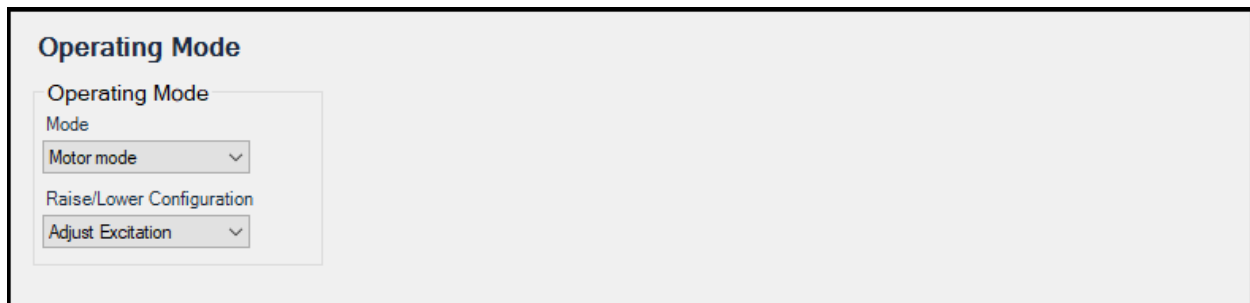 Operating Mode
Operating Mode
Mode
Motor mode
Raise/Lower Configuration
Adjust Excitation